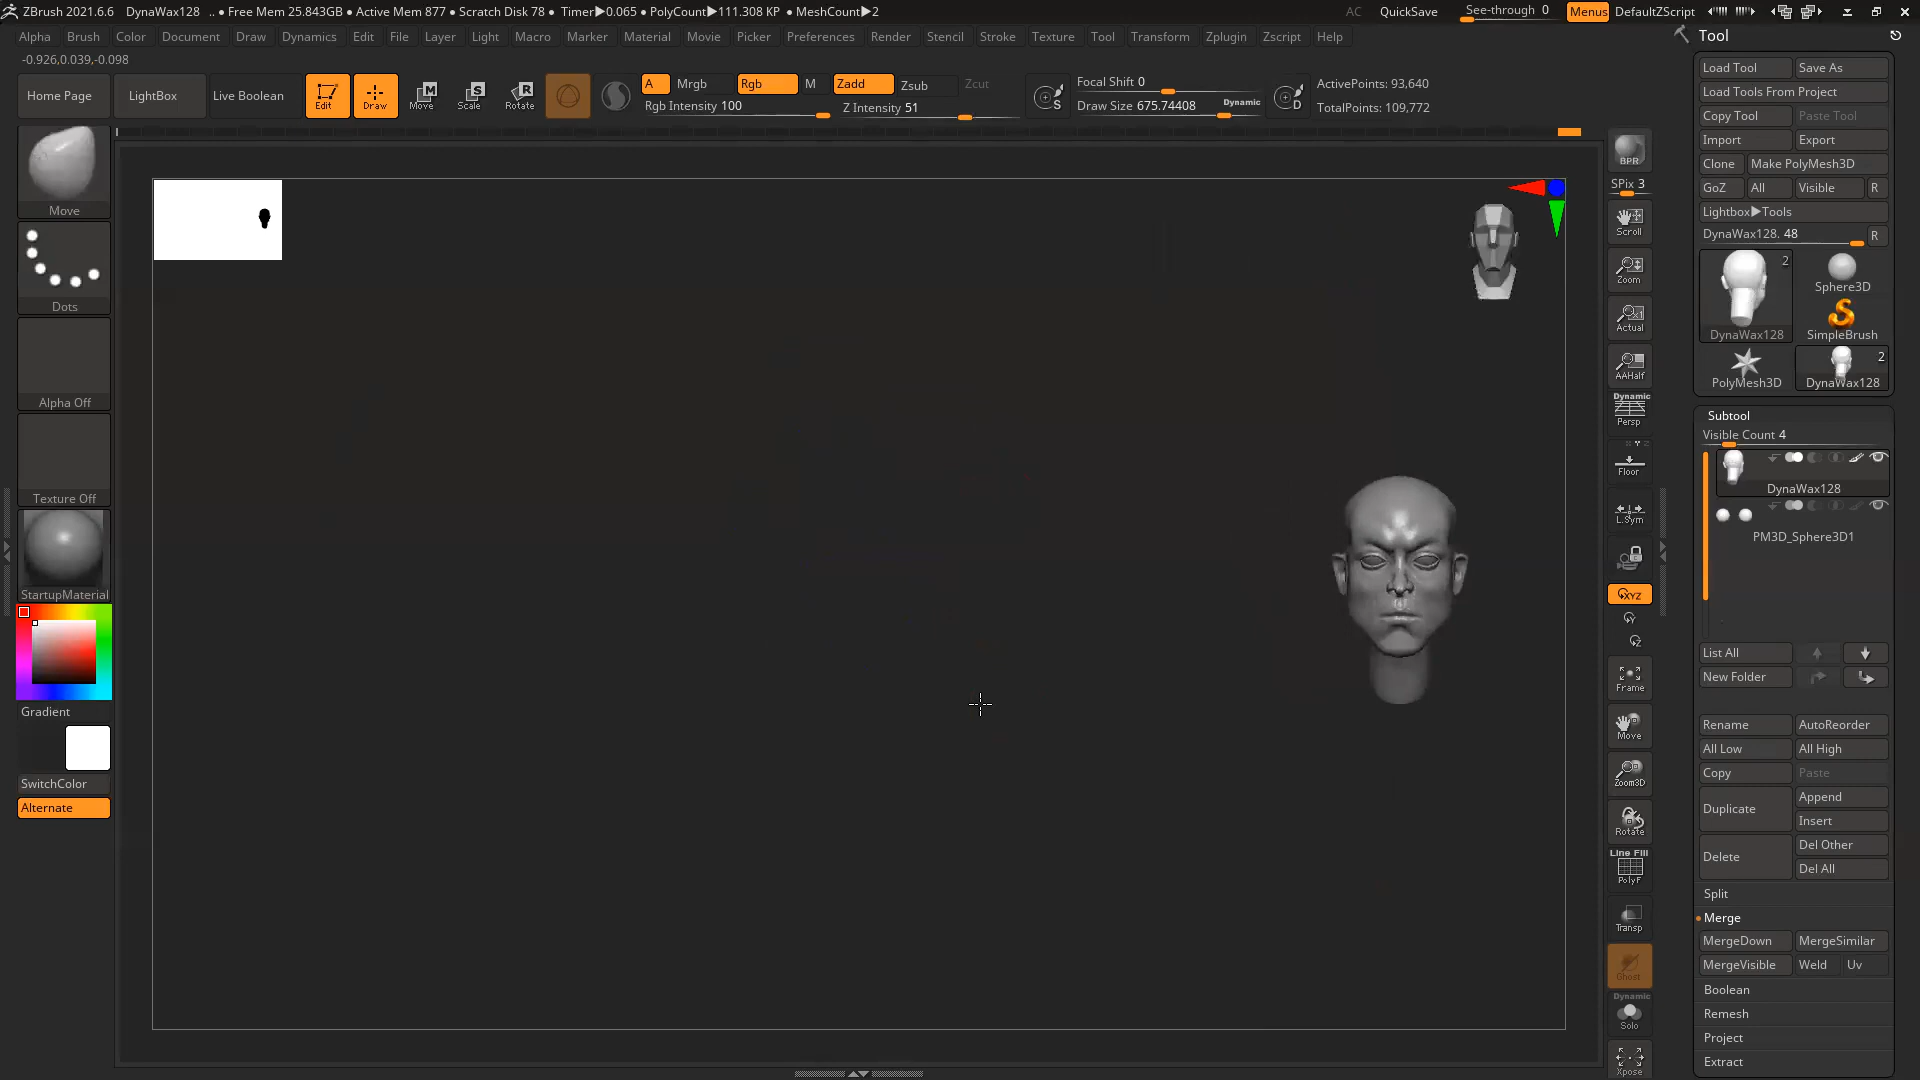 ZBrush 2021.6.6 DynaWax128 .. ● Free Mem 25.843GB ● Active Mem 877 ● Scratch Disk 78 ● Timer▶0.065 ● PolyCount▶111.308 KP ● MeshCount▶2 AC QuickSave See-through 0 Menus DefaultZScript
Alpha Brush Color Document Draw Dynamics Edit File Layer Light Macro Marker Material Movie Picker Preferences Render Stencil Stroke Texture Tool Transform Zplugin Zscript Help
-0.926,0.039,-0.098
Home Page LightBox Live Boolean Edit Draw Move Scale Rotate
A Mrgb Rgb M Zadd Zsub Zcut
Rgb Intensity 100 Z Intensity 51
Focal Shift 0
Draw Size 675.74408 Dynamic
ActivePoints: 93,640
TotalPoints: 109,772
Move
Dots
Alpha Off
Texture Off
StartupMaterial
Gradient
SwitchColor
Alternate
BPR
SPix 3
Scroll
Zoom
Actual
AAHalf
Dynamic
Persp
Floor
L.Sym
XYZ
Frame
Move
Zoom3D
Rotate
Line Fill
PolyF
Transp
Ghost
Dynamic
Solo
Xpose
Tool
Load Tool Save As
Load Tools From Project
Copy Tool Paste Tool
Import Export
Clone Make PolyMesh3D
GoZ All Visible R
Lightbox▶Tools
DynaWax128. 48 R
2
Sphere3D
DynaWax128 SimpleBrush
2
PolyMesh3D DynaWax128
Subtool
Visible Count 4
DynaWax128
PM3D_Sphere3D1
List All
New Folder
Rename AutoReorder
All Low All High
Copy Paste
Duplicate Append
Insert
Delete Del Other
Del All
Split
Merge
MergeDown MergeSimilar
MergeVisible Weld Uv
Boolean
Remesh
Project
Extract